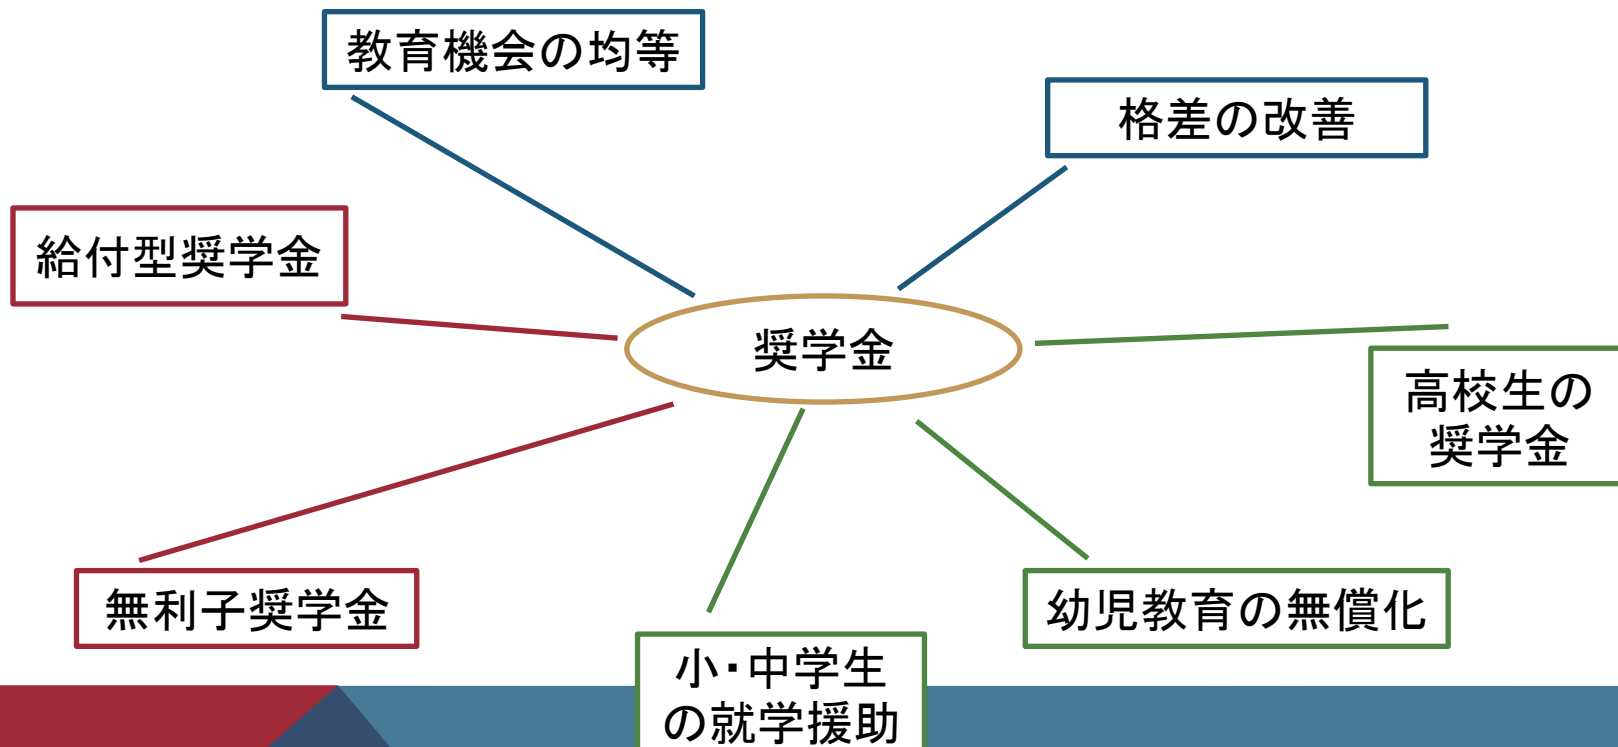 教育機会の均等
格差の改善
給付型奨学金
奨学金
高校生の
奨学金
無利子奨学金
幼児教育の無償化
小・中学生
の就学援助